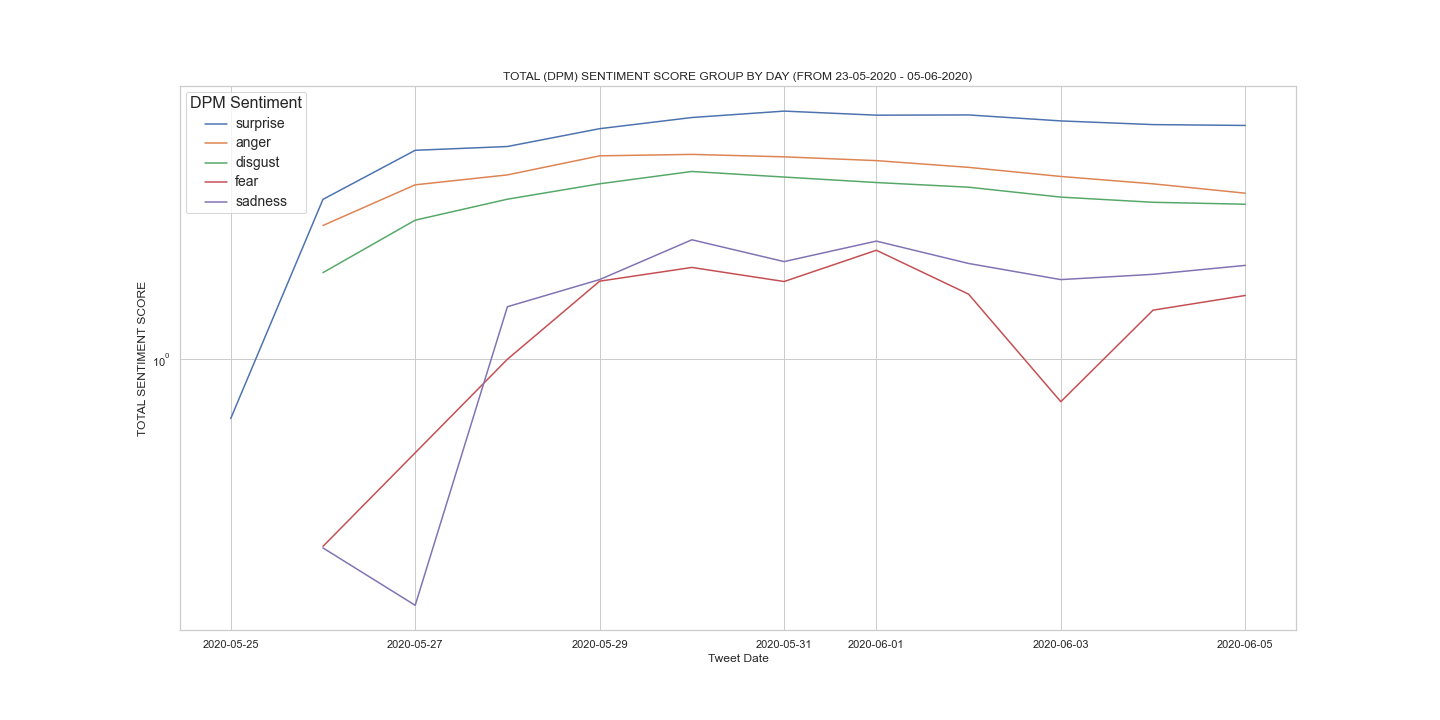 TOTAL (DPM) SENTIMENT SCORE GROUP BY DAY (FROM 23-05-2020 - 05-06-2020)
DPM Sentiment
surprise
anger
disgust
fear
sadness
TOTAL SENTIMENT SCORE
10⁰
2020-05-25 2020-05-27 2020-05-29 2020-05-31 2020-06-01 2020-06-03 2020-06-05
Tweet Date